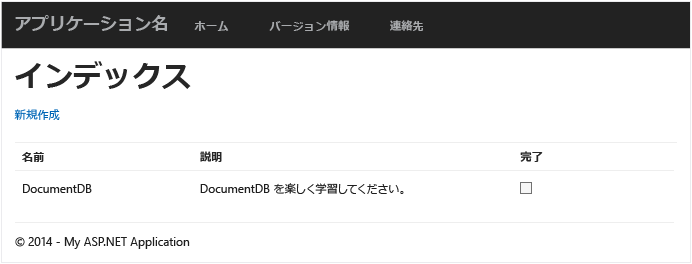 アプリケーション名 ホーム バージョン情報 連絡先
インデックス
新規作成
名前 説明 完了
DocumentDB DocumentDB を楽しく学習してください。
© 2014 - My ASP.NET Application